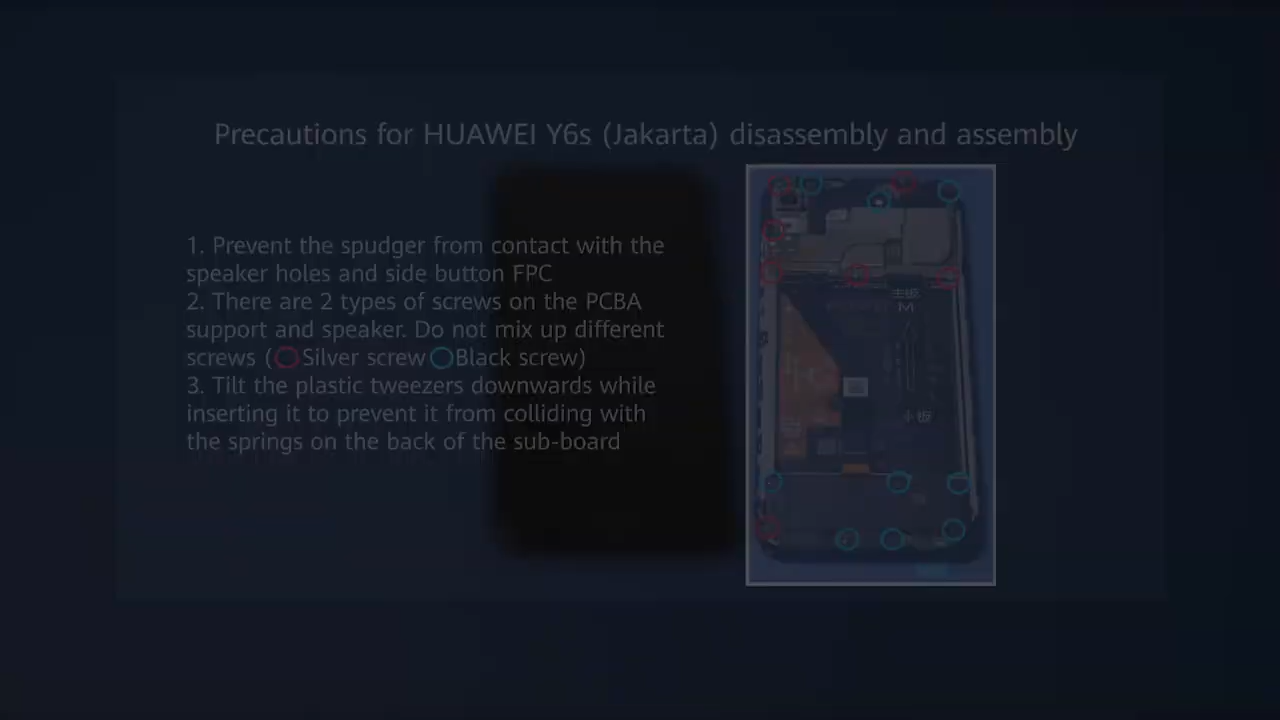 Precautions for HUAWEI Y6s (Jakarta) disassembly and assembly
1. Prevent the spudger from contact with the
speaker holes and side button FPC
2. There are 2 types of screws on the PCBA
support and speaker. Do not mix up different
screws (Silver screw Black screw)
3. Tilt the plastic tweezers downwards while
inserting it to prevent it from colliding with
the springs on the back of the sub-board
主板
M
小板